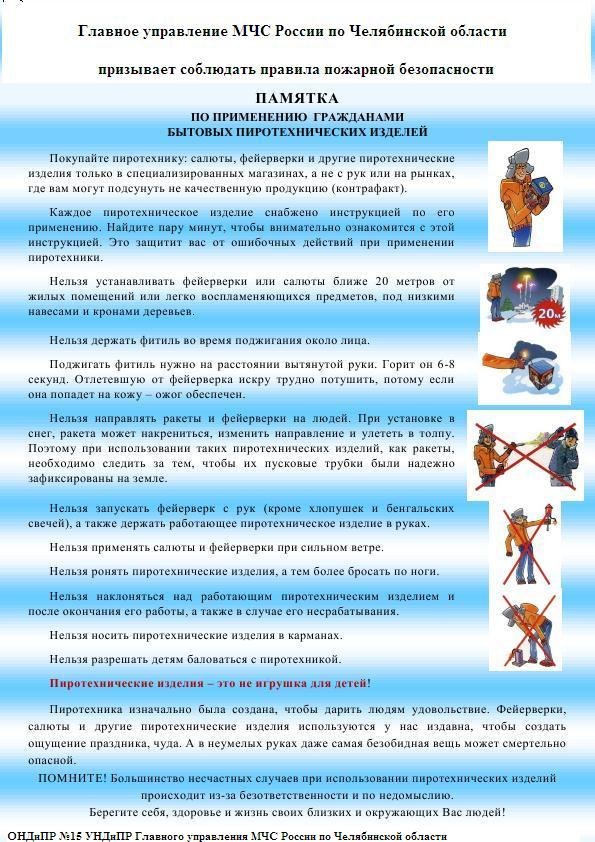 Главное управление МЧС России по Челябинской области
призывает соблюдать правила пожарной безопасности
ПАМЯТКА
ПО ПРИМЕНЕНИЮ ГРАЖДАНАМИ
БЫТОВЫХ ПИРОТЕХНИЧЕСКИХ ИЗДЕЛЕЙ
Покупайте пиротехнику: салюты, фейерверки и другие пиротехнические
изделия только в специализированных магазинах, а не с рук или на рынках,
где вам могут подсунуть не качественную продукцию (контрафакт).
Каждое пиротехническое изделие снабжено инструкцией по его
применению. Найдите пару минут, чтобы внимательно ознакомится с этой
инструкцией. Это защитит вас от ошибочных действий при применении
пиротехники.
Нельзя устанавливать фейерверки или салюты ближе 20 метров от
жилых помещений или легко воспламеняющихся предметов, под низкими
навесами и кронами деревьев.
20м
Нельзя держать фитиль во время поджигания около лица.
Поджигать фитиль нужно на расстоянии вытянутой руки. Горит он 6-8
секунд. Отлетевшую от фейерверка искру трудно потушить, потому если
она попадет на кожу – ожог обеспечен.
Нельзя направлять ракеты и фейерверки на людей. При установке в
снег, ракета может накрениться, изменить направление и улететь в толпу.
Поэтому при использовании таких пиротехнических изделий, как ракеты,
необходимо следить за тем, чтобы их пусковые трубки были надежно
зафиксированы на земле.
Нельзя запускать фейерверк с рук (кроме хлопушек и бенгальских
свечей), а также держать работающее пиротехническое изделие в руках.
Нельзя применять салюты и фейерверки при сильном ветре.
Нельзя ронять пиротехнические изделия, а тем более бросать по ноги.
Нельзя наклоняться над работающим пиротехническим изделием и
после окончания его работы, а также в случае его несрабатывания.
Нельзя носить пиротехнические изделия в карманах.
Нельзя разрешать детям баловаться с пиротехникой.
Пиротехнические изделия – это не игрушка для детей!
Пиротехника изначально была создана, чтобы дарить людям удовольствие. Фейерверки,
салюты и другие пиротехнические изделия используются у нас издавна, чтобы создать
ощущение праздника, чуда. А в неумелых руках даже самая безобидная вещь может смертельно
опасной.
ПОМНИТЕ! Большинство несчастных случаев при использовании пиротехнических изделий
происходит из-за безответственности и по недомыслию.
Берегите себя, здоровье и жизнь своих близких и окружающих Вас людей!
ОНДиПР №15 УНДиПР Главного управления МЧС России по Челябинской области